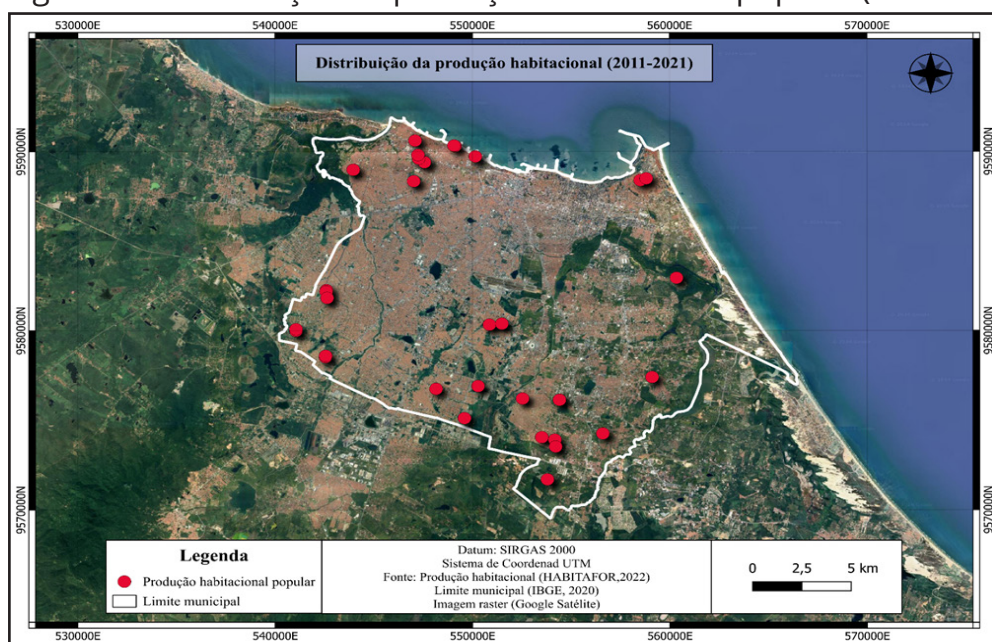 530000E 540000E 550000E 560000E 570000E
Distribuição da produção habitacional (2011-2021)
9590000N 9590000N
9580000N 9580000N
9570000N 9570000N
Legenda
Produção habitacional popular
Limite municipal
Datum: SIRGAS 2000
Sistema de Coordenad UTM
Fonte: Produção habitacional (HABITAFOR,2022)
Limite municipal (IBGE, 2020)
Imagem raster (Google Satélite)
0 2,5 5 km
530000E 540000E 550000E 560000E 570000E